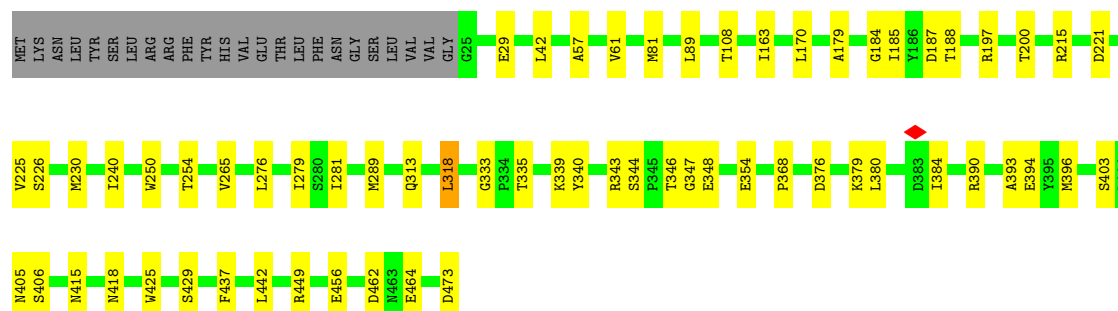 MET LYS ASN LEU TYR SER LEU LEU ARG ARG PHE TYR HIS VAL GLU THR LEU PHE ASN GLY SER LEU VAL VAL GLY G25 E29 L42 A57 V61 M81 L89 T108 I163 L170 A179 G184 I185 Y186 D187 T188 R197 T200 R215 D221
V225 S226 M230 I240 W250 T254 V265 L276 I279 S280 I281 M289 Q313 L318 G333 P334 T335 K339 Y340 R343 S344 P345 T346 G347 E348 E354 P368 D376 K379 L380 D383 I384 R390 A393 E394 Y395 M396 S403
N405 S406 N415 N418 W425 S429 F437 L442 R449 E456 D462 N463 E464 D473